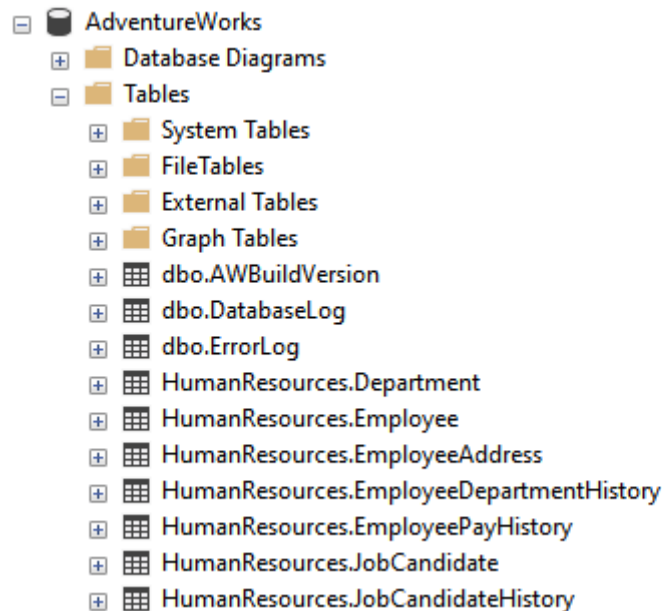 AdventureWorks
Database Diagrams
Tables
System Tables
FileTables
External Tables
Graph Tables
dbo.AWBuildVersion
dbo.DatabaseLog
dbo.ErrorLog
HumanResources.Department
HumanResources.Employee
HumanResources.EmployeeAddress
HumanResources.EmployeeDepartmentHistory
HumanResources.EmployeePayHistory
HumanResources.JobCandidate
HumanResources.JobCandidateHistory